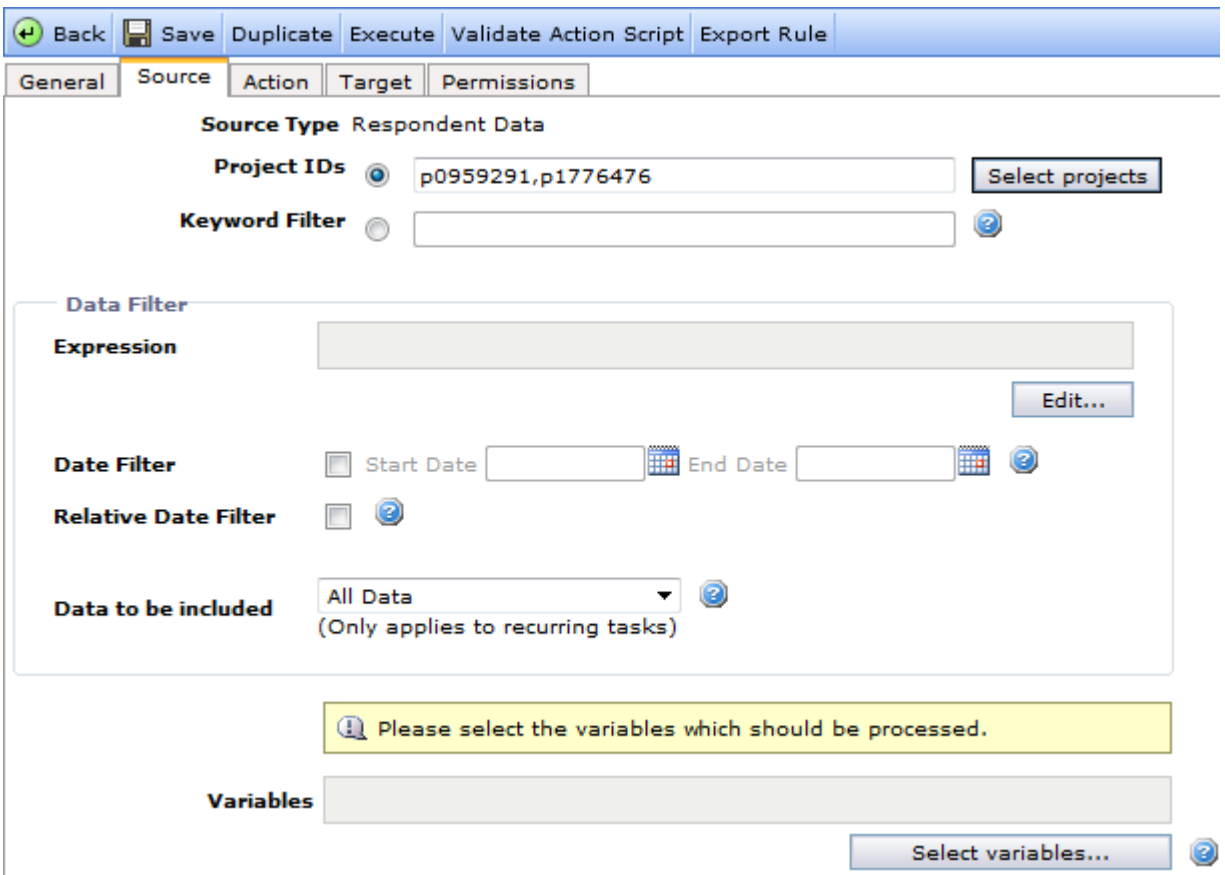 Back Save Duplicate Execute Validate Action Script Export Rule
General Source Action Target Permissions
Source Type Respondent Data
Project IDs p0959291,p1776476 Select projects
Keyword Filter
Data Filter
Expression
Edit...
Date Filter Start Date End Date
Relative Date Filter
Data to be included All Data
(Only applies to recurring tasks)
Please select the variables which should be processed.
Variables
Select variables...